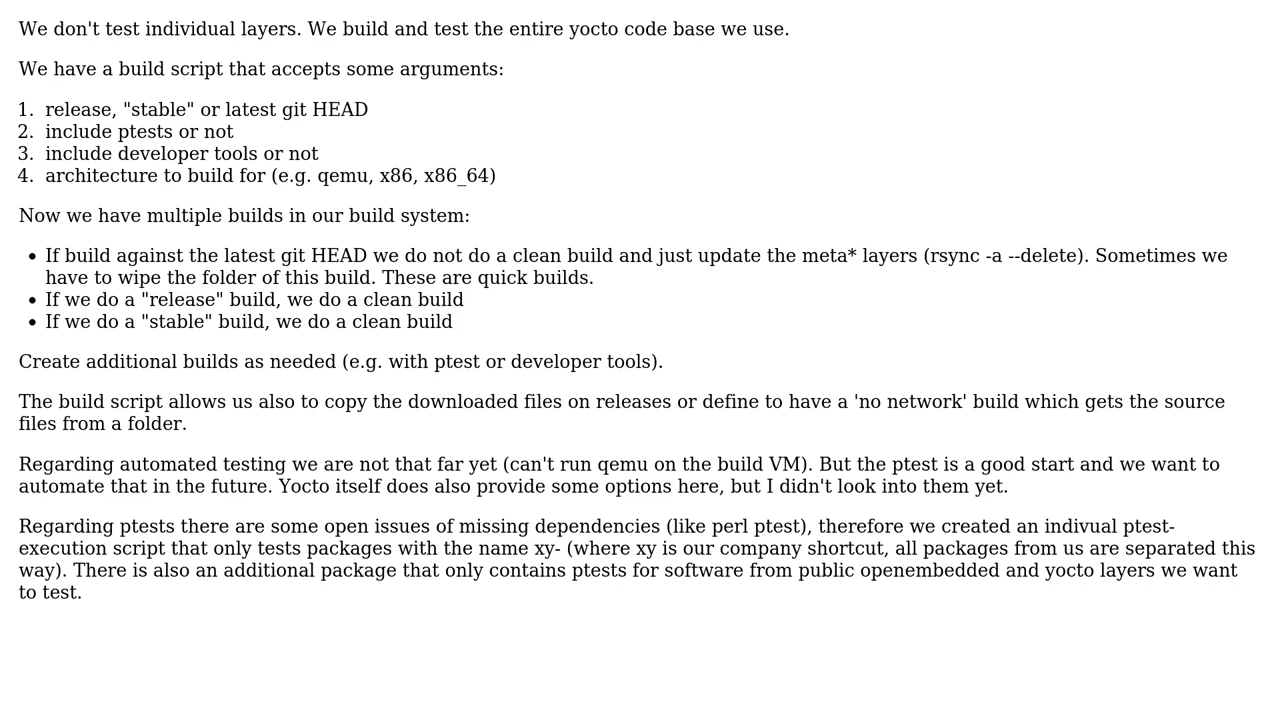 We don't test individual layers. We build and test the entire yocto code base we use.
We have a build script that accepts some arguments:
1. release, "stable" or latest git HEAD
2. include ptests or not
3. include developer tools or not
4. architecture to build for (e.g. qemu, x86, x86_64)
Now we have multiple builds in our build system:
• If build against the latest git HEAD we do not do a clean build and just update the meta* layers (rsync -a --delete). Sometimes we
have to wipe the folder of this build. These are quick builds.
• If we do a "release" build, we do a clean build
• If we do a "stable" build, we do a clean build
Create additional builds as needed (e.g. with ptest or developer tools).
The build script allows us also to copy the downloaded files on releases or define to have a 'no network' build which gets the source
files from a folder.
Regarding automated testing we are not that far yet (can't run qemu on the build VM). But the ptest is a good start and we want to
automate that in the future. Yocto itself does also provide some options here, but I didn't look into them yet.
Regarding ptests there are some open issues of missing dependencies (like perl ptest), therefore we created an indivual ptest-
execution script that only tests packages with the name xy- (where xy is our company shortcut, all packages from us are separated this
way). There is also an additional package that only contains ptests for software from public openembedded and yocto layers we want
to test.